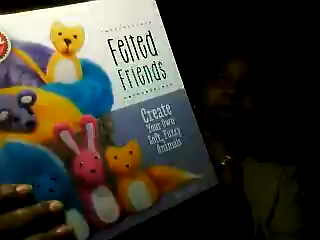 Felted
Friends
Create
Your Own
Soft, Fuzzy
Animals